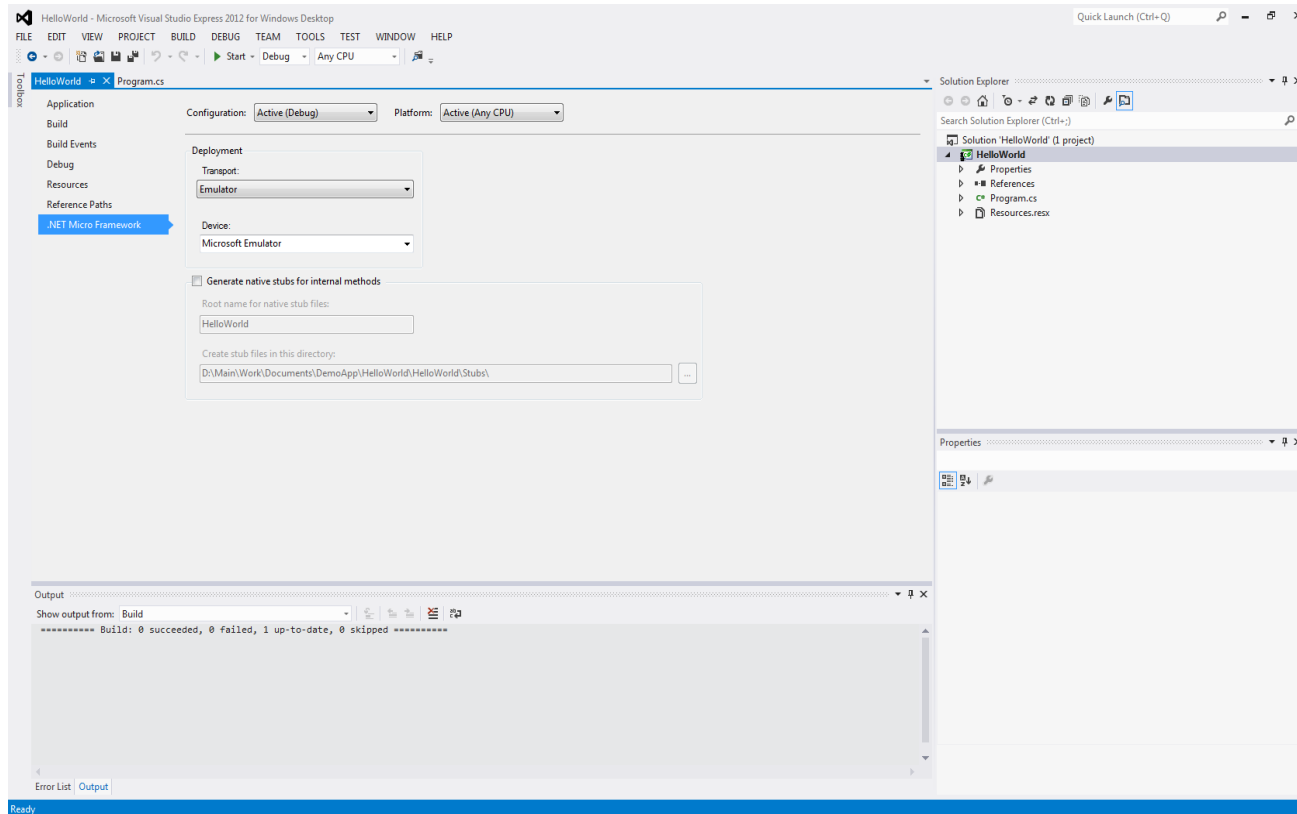 HelloWorld - Microsoft Visual Studio Express 2012 for Windows Desktop
Quick Launch (Ctrl+Q)
FILE EDIT VIEW PROJECT BUILD DEBUG TEAM TOOLS TEST WINDOW HELP
Start Debug Any CPU
Toolbox
HelloWorld Program.cs
Application
Build
Build Events
Debug
Resources
Reference Paths
.NET Micro Framework
Configuration: Active (Debug) Platform: Active (Any CPU)
Deployment
Transport:
Emulator
Device:
Microsoft Emulator
Generate native stubs for internal methods
Root name for native stub files:
HelloWorld
Create stub files in this directory:
D:\Main\Work\Documents\DemoApp\HelloWorld\HelloWorld\Stubs\
...
Solution Explorer
Search Solution Explorer (Ctrl+;)
Solution 'HelloWorld' (1 project)
HelloWorld
Properties
References
Program.cs
Resources.resx
Properties
Output
Show output from: Build
========== Build: 0 succeeded, 0 failed, 1 up-to-date, 0 skipped ==========
Error List Output
Ready